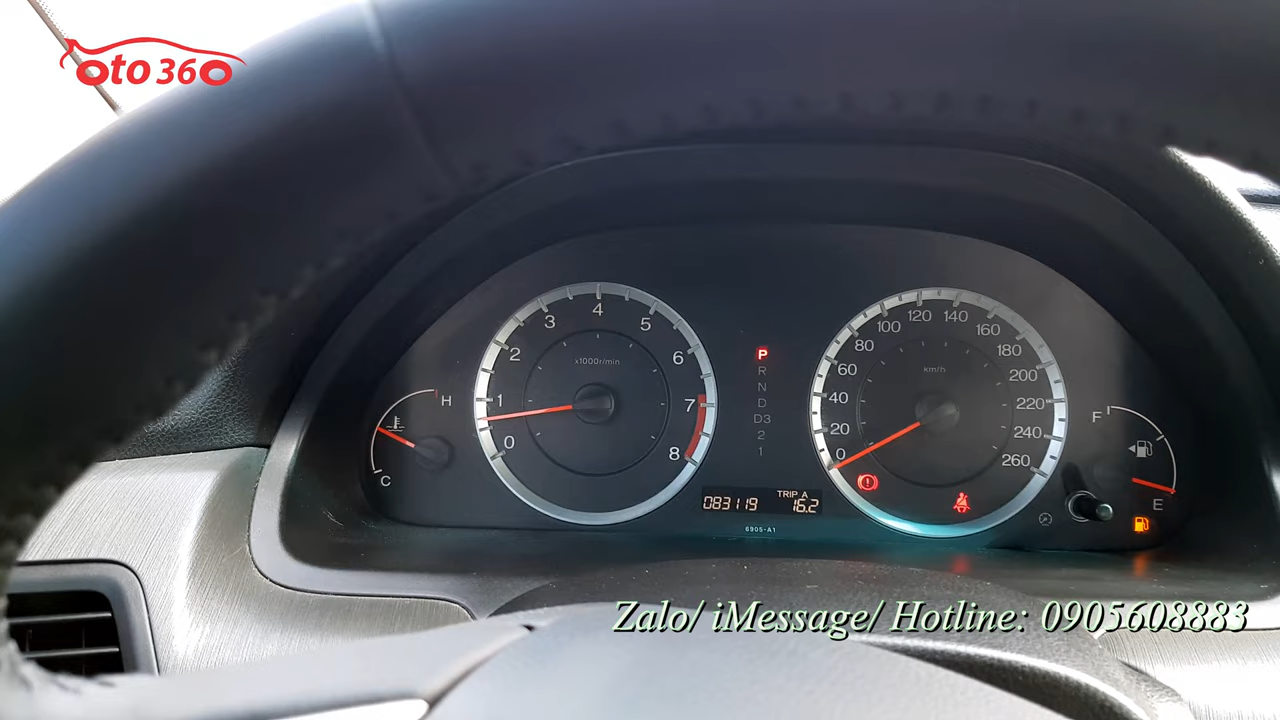 oto 360
4
3
5
2
6
x1000r/min
1
7
0
8
H
C
P
R
N
D
D3
2
1
120
140
100
160
80
180
km/h
60
200
40
220
20
240
0
260
F
E
TRIP A
083119
16.2
6905-A1
Zalo/ iMessage/ Hotline: 0905608883